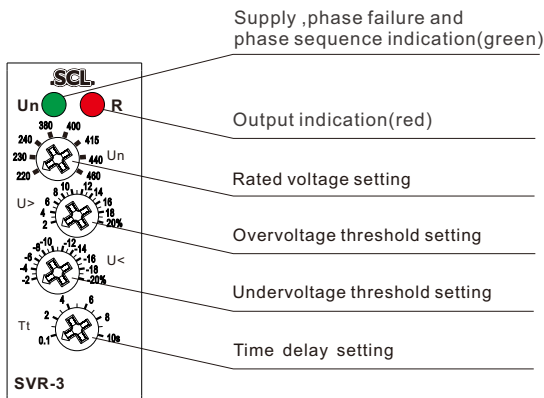 Supply ,phase failure and
phase sequence indication(green)
.SCL.
Un R
Output indication(red)
380 400
240 415
230 440 Un
220 460
Rated voltage setting
10 12
8 14
U> 6 16
4 18
2 20%
Overvoltage threshold setting
-10 -12
-8 -14
-6 -16 U<
-4 -18
-2 -20%
Undervoltage threshold setting
4 6
Tt 2 8
0.1 10s
Time delay setting
SVR-3